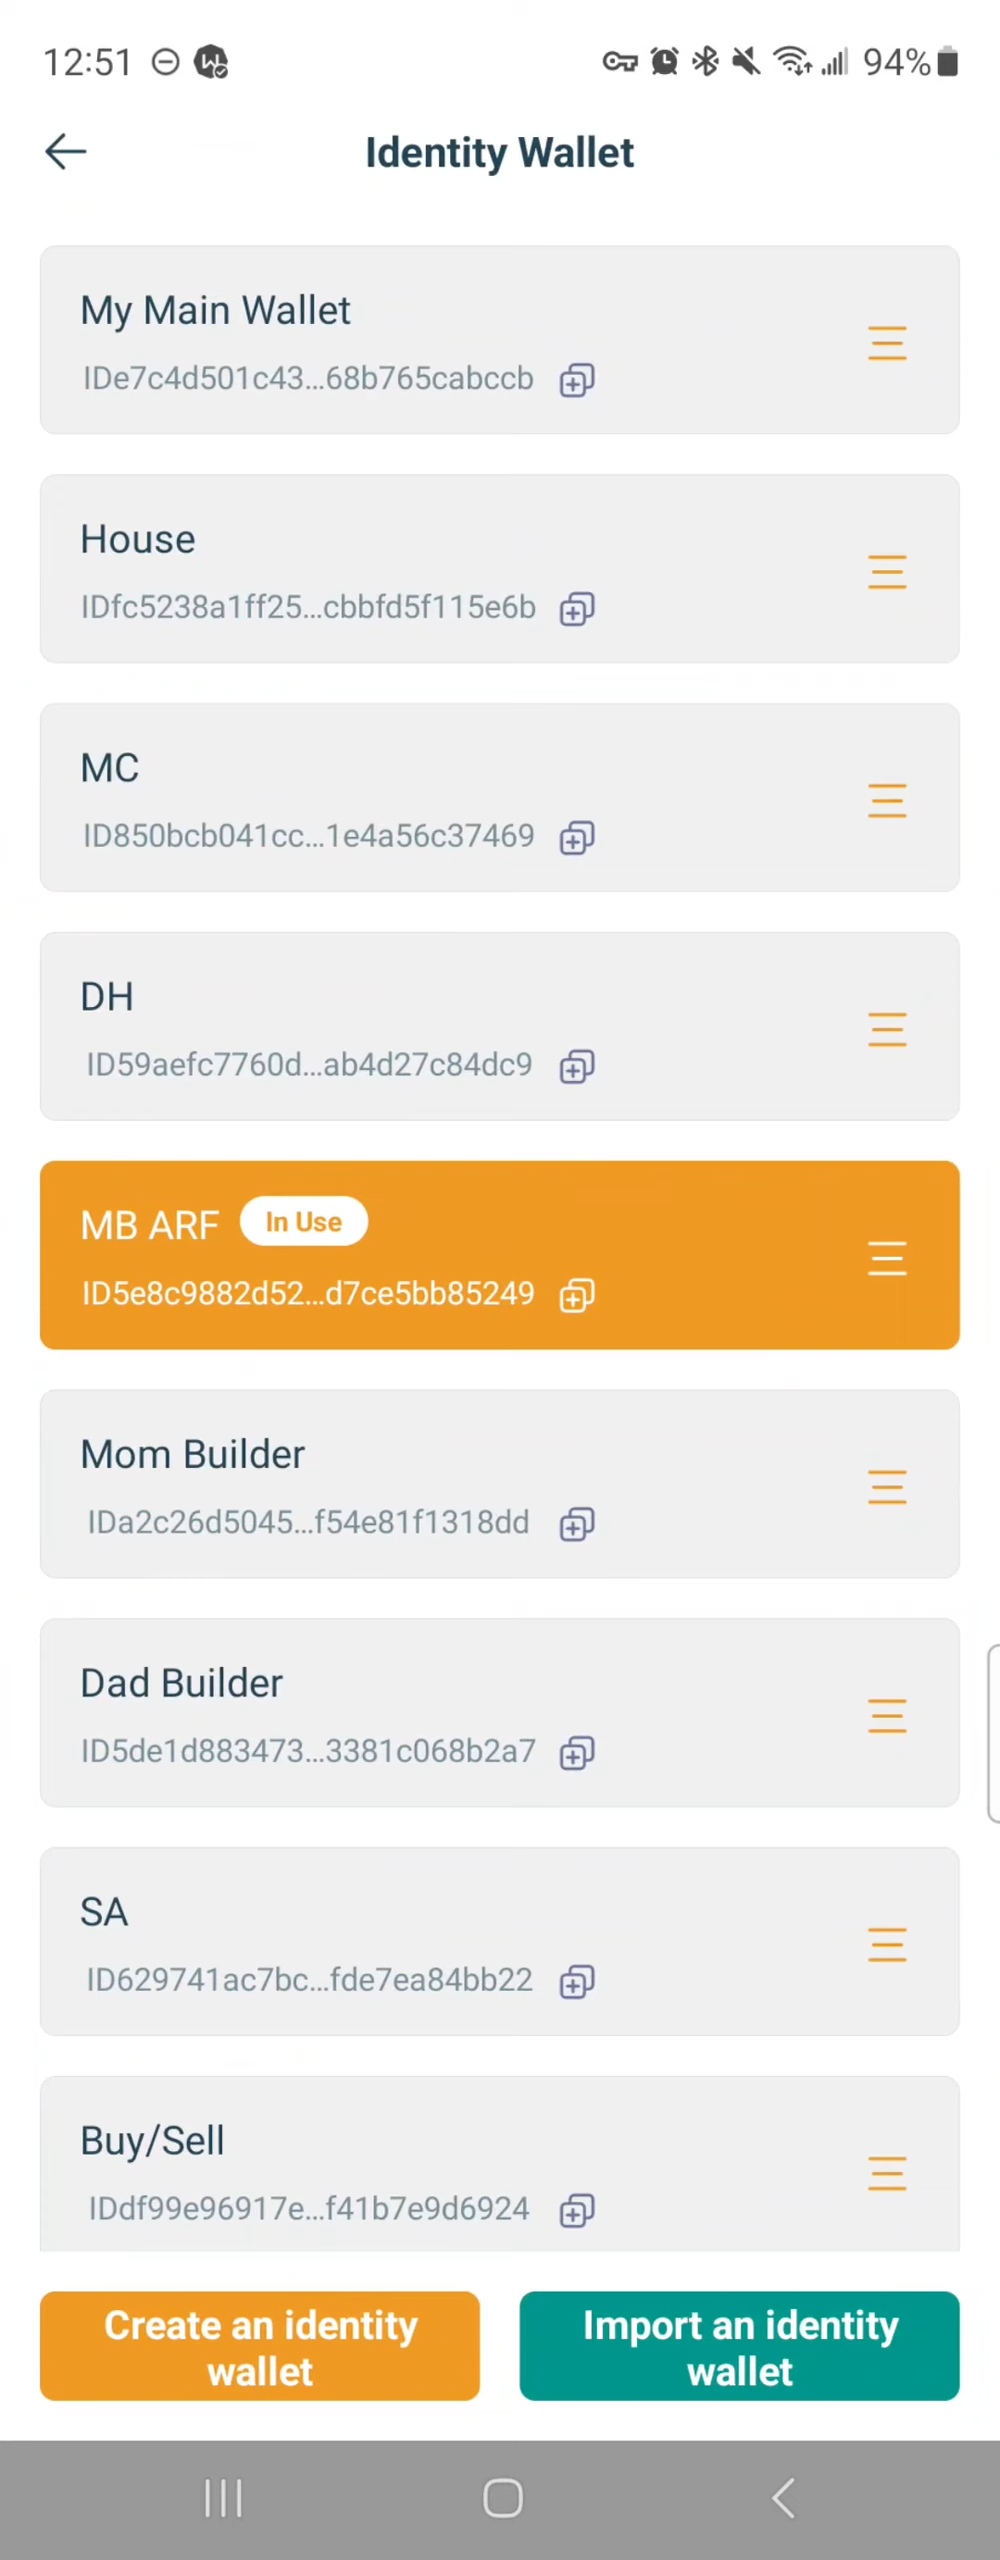 12:51
94%
Identity Wallet
My Main Wallet
IDe7c4d501c43...68b765cabccb
House
IDfc5238a1ff25...cbbfd5f115e6b
MC
ID850bcb041cc...1e4a56c37469
DH
ID59aefc7760d...ab4d27c84dc9
MB ARF In Use
ID5e8c9882d52...d7ce5bb85249
Mom Builder
IDa2c26d5045...f54e81f1318dd
Dad Builder
ID5de1d883473...3381c068b2a7
SA
ID629741ac7bc...fde7ea84bb22
Buy/Sell
IDdf99e96917e...f41b7e9d6924
Create an identity
wallet
Import an identity
wallet